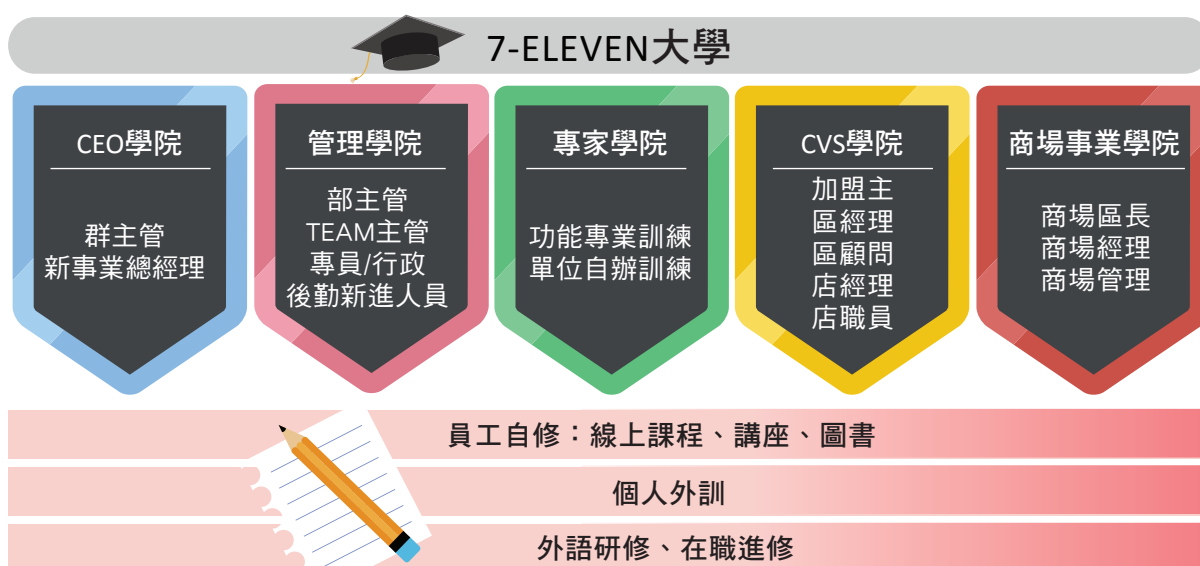 7-ELEVEN大學
CEO學院
群主管
新事業總經理
管理學院
部主管
TEAM主管
專員/行政
後勤新進人員
專家學院
功能專業訓練
單位自辦訓練
CVS學院
加盟主
區經理
區顧問
店經理
店職員
商場事業學院
商場區長
商場經理
商場管理
員工自修：線上課程、講座、圖書
個人外訓
外語研修、在職進修